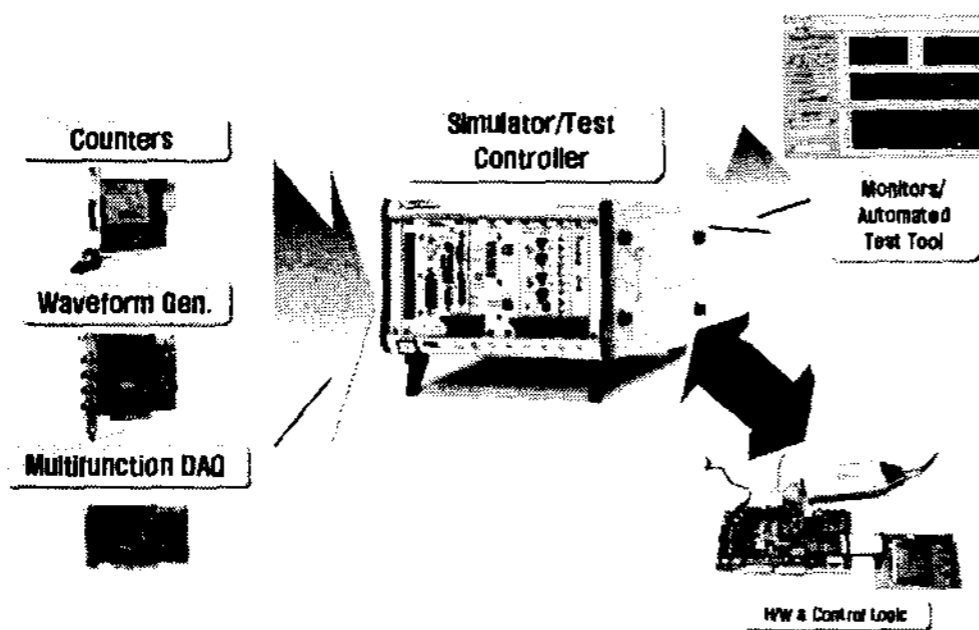 Counters
Waveform Gen.
Multifunction DAQ
Simulator/Test
Controller
Monitors/
Automated
Test Tool
H/W & Control Logic